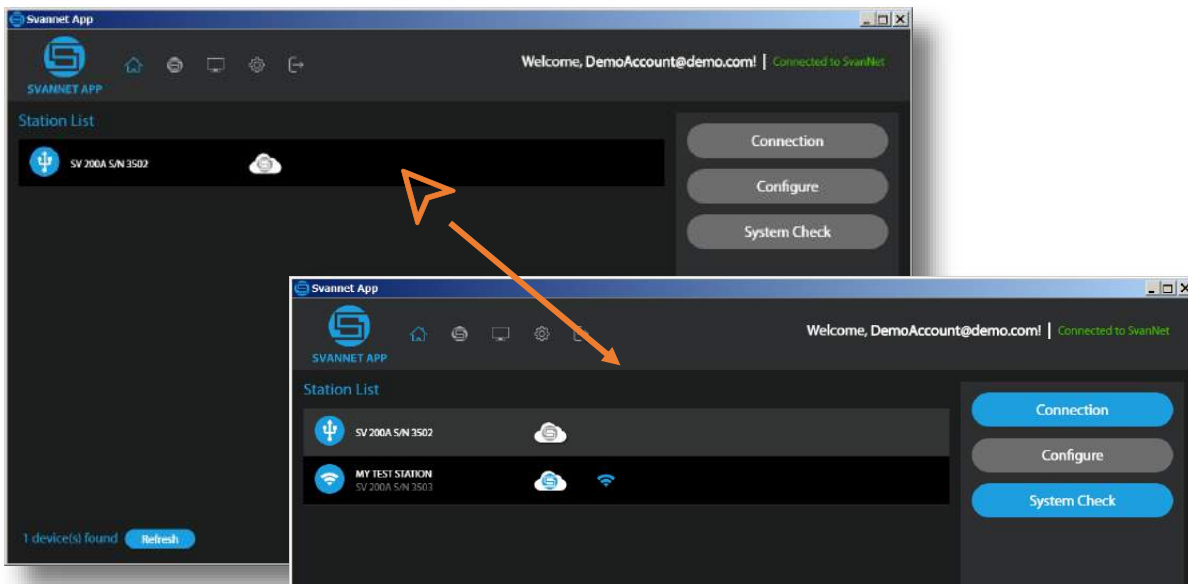 Svannet App
SVANNET APP
Welcome, DemoAccount@demo.com! | Connected to SvanNet
Station List
SV 200A S/N 3502
Connection
Configure
System Check
1 device(s) found Refresh
Svannet App
SVANNET APP
Welcome, DemoAccount@demo.com! | Connected to SvanNet
Station List
SV 200A S/N 3502
MY TEST STATION
SV 200A S/N 3503
Connection
Configure
System Check